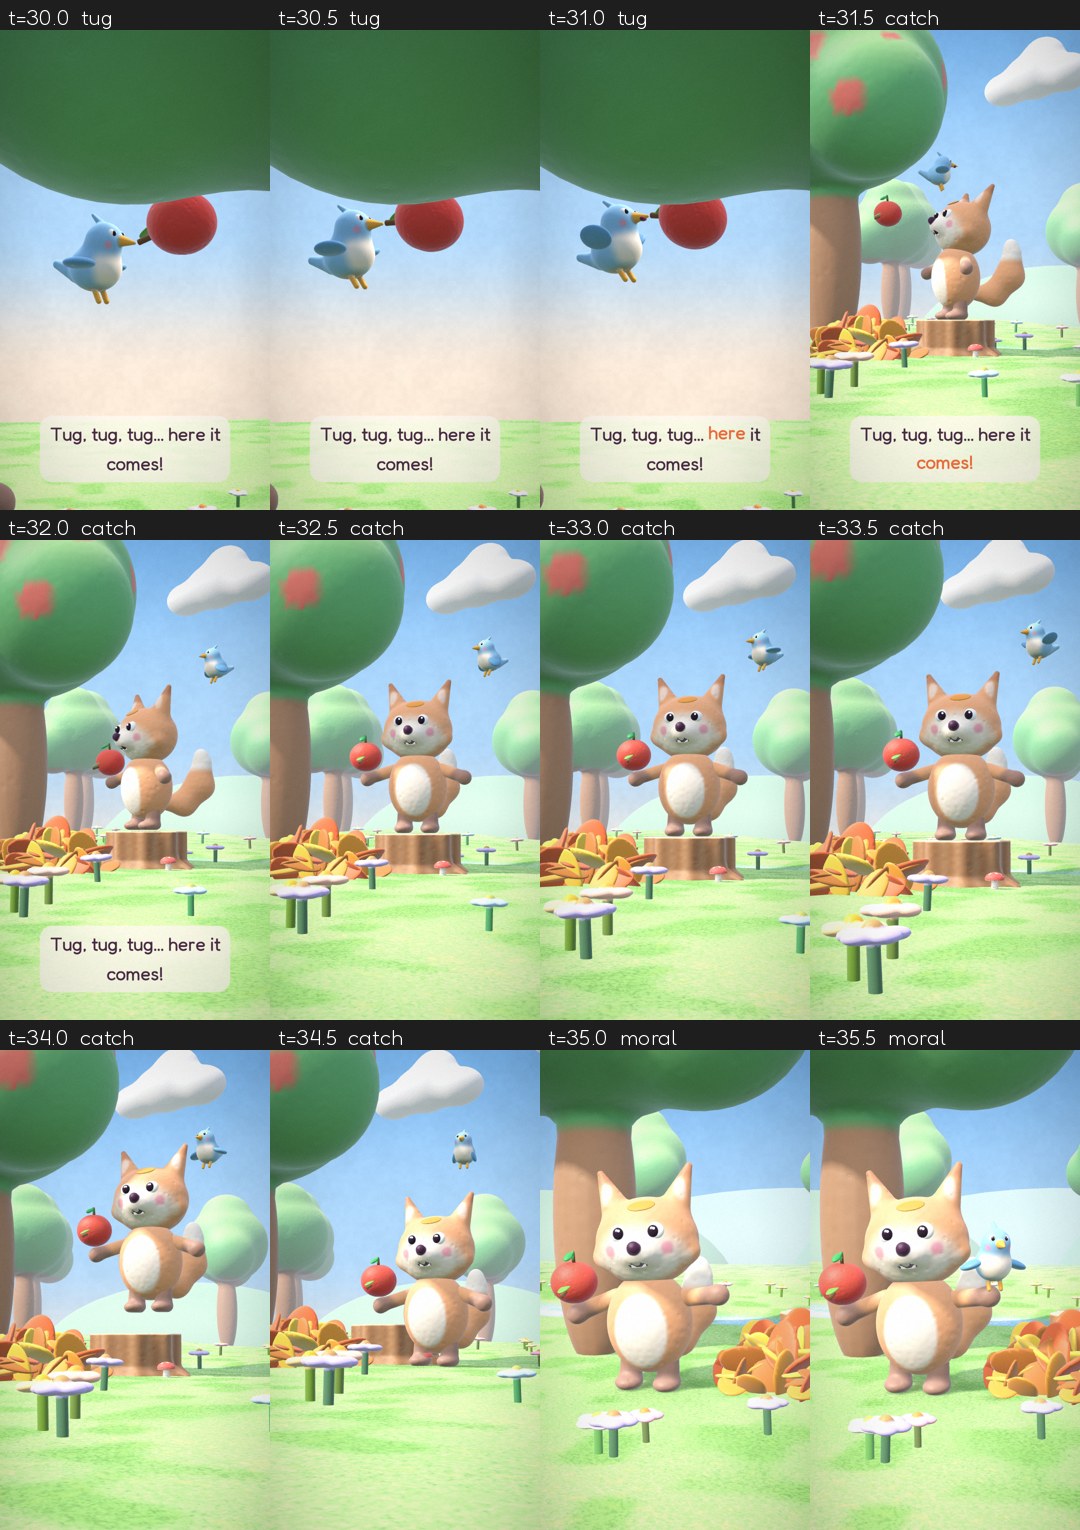 t=30.0 tug
t=30.5 tug
t=31.0 tug
t=31.5 catch
Tug, tug, tug... here it
comes!
Tug, tug, tug... here it
comes!
Tug, tug, tug... here it
comes!
Tug, tug, tug... here it
comes!
t=32.0 catch
t=32.5 catch
t=33.0 catch
t=33.5 catch
Tug, tug, tug... here it
comes!
t=34.0 catch
t=34.5 catch
t=35.0 moral
t=35.5 moral